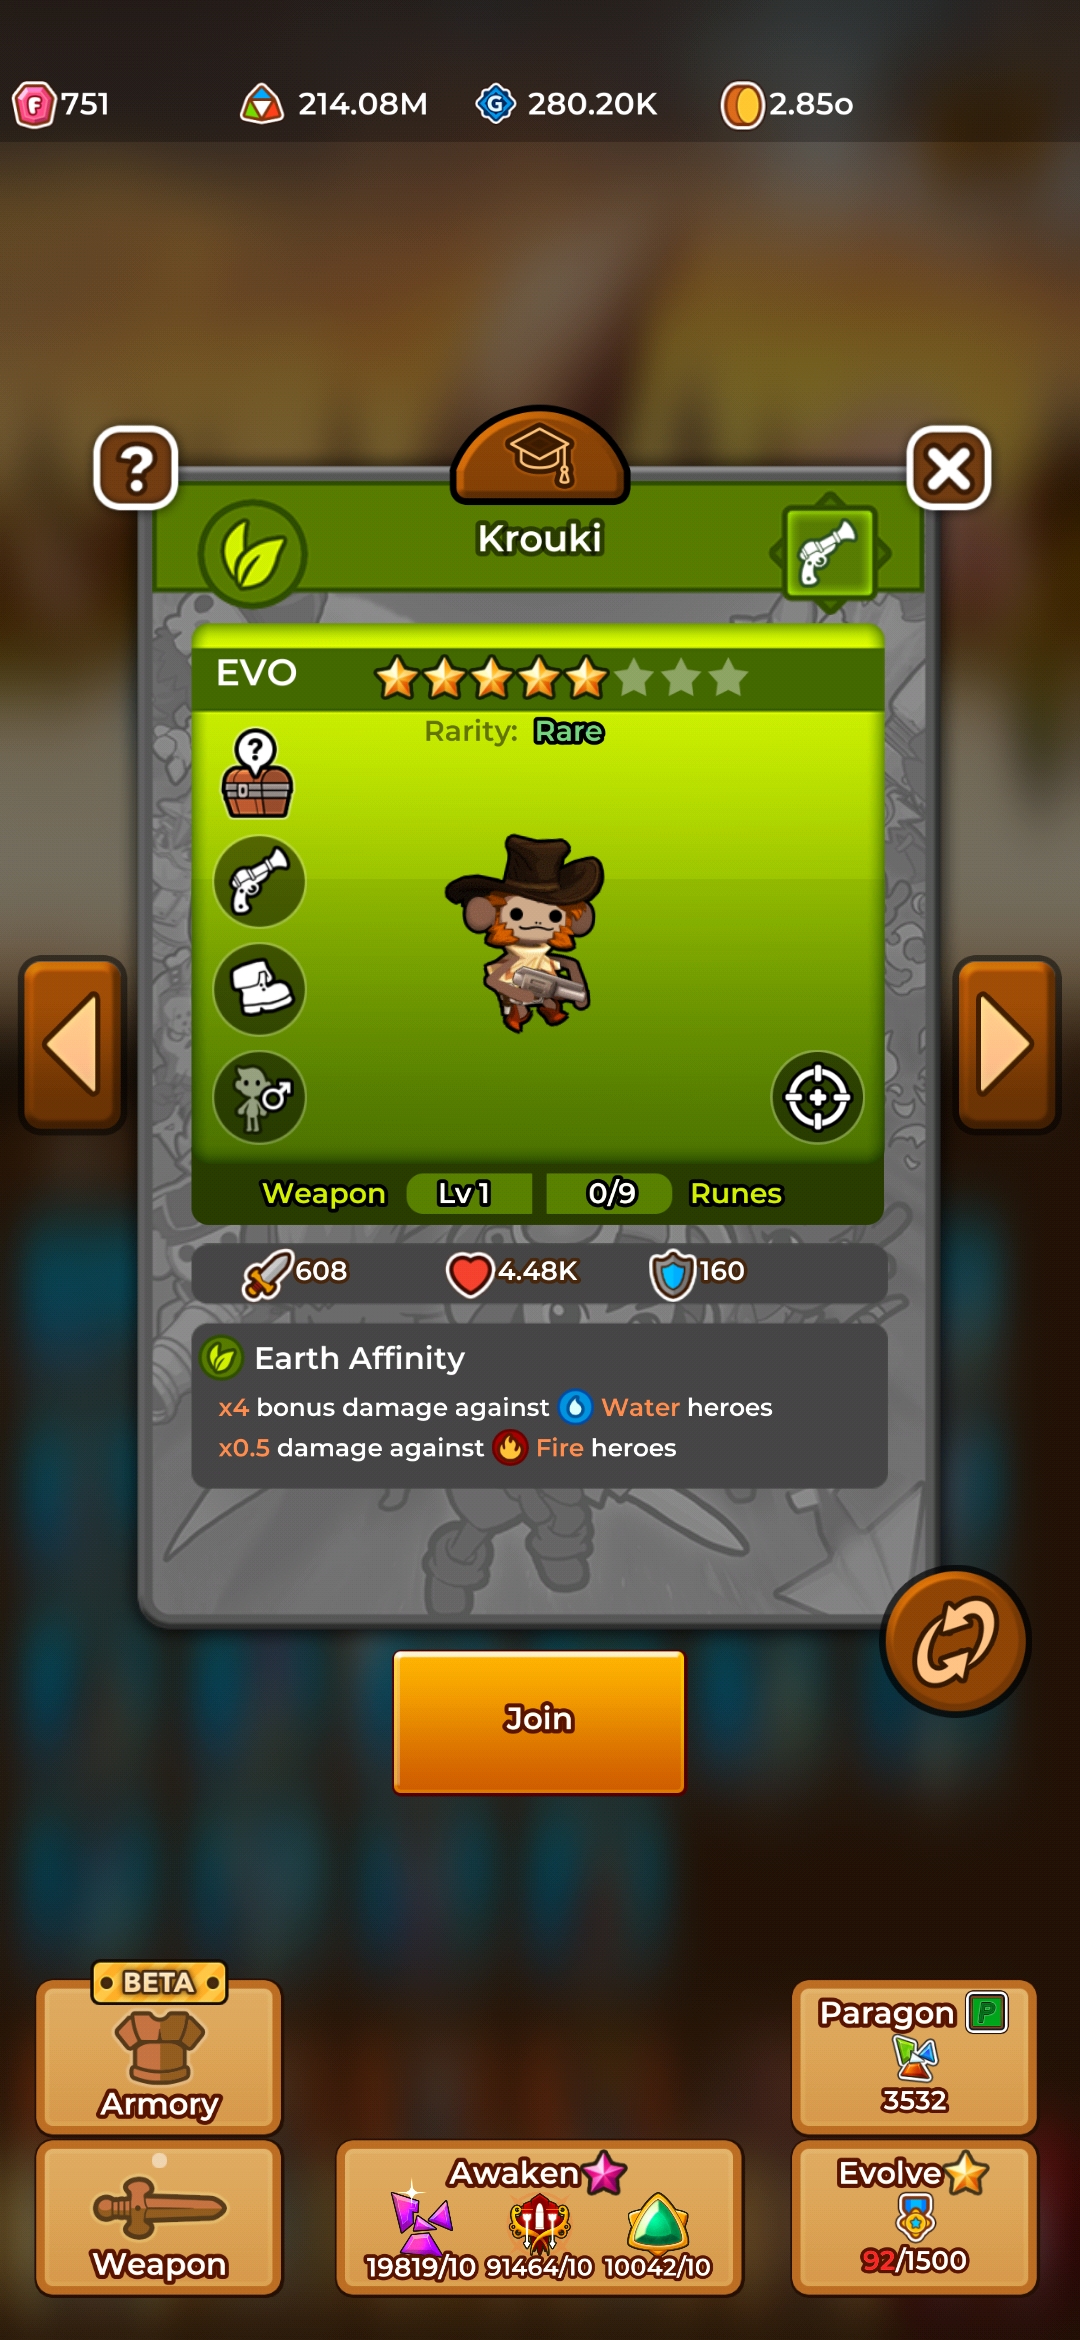 F 751 214.08M G 280.20K 2.85o
?
Krouki
EVO
Rarity: Rare
?
Weapon Lv 1 0/9 Runes
608 4.48K 160
Earth Affinity
x4 bonus damage against Water heroes
x0.5 damage against Fire heroes
Join
BETA
Armory
Paragon P
3532
Weapon
Awaken
19819/10 91464/10 10042/10
Evolve
92/1500